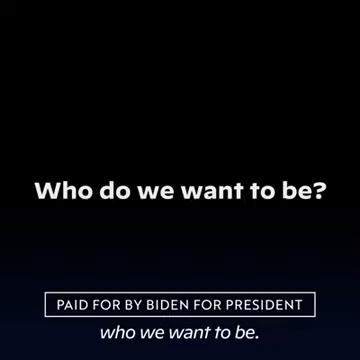 Who do we want to be?
PAID FOR BY BIDEN FOR PRESIDENT
who we want to be.